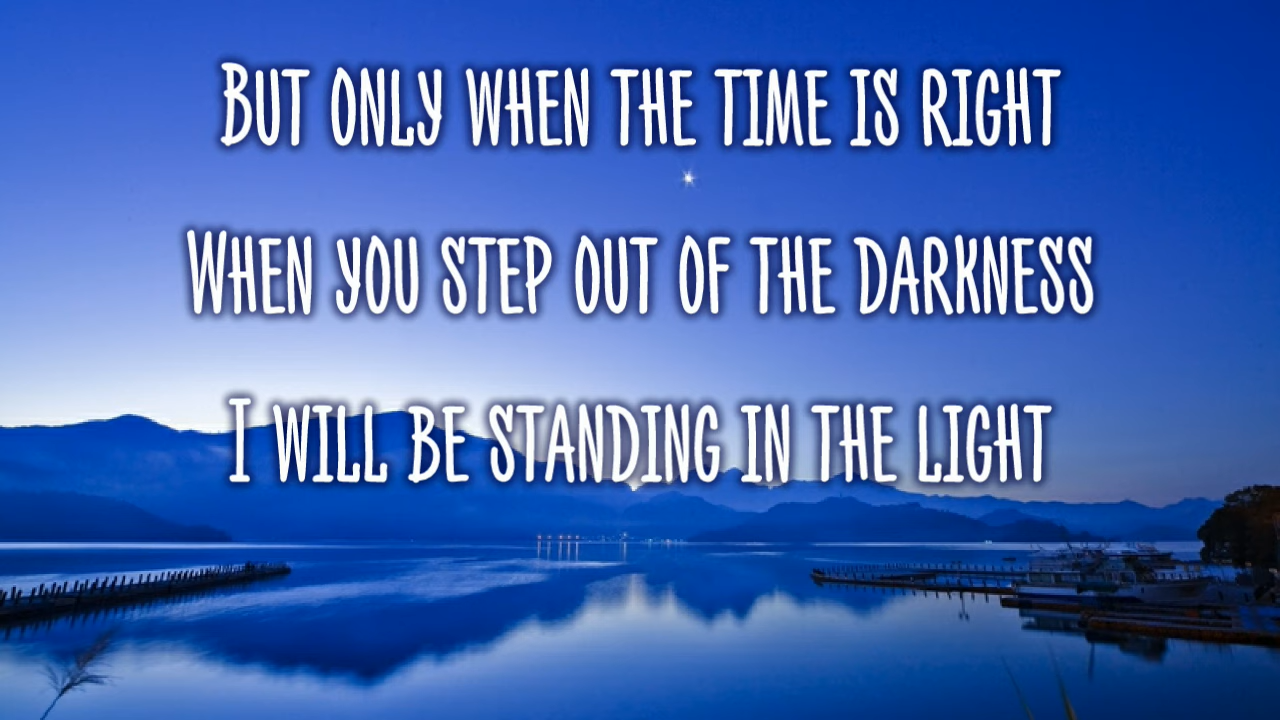 But only when the time is right
When you step out of the darkness
I will be standing in the light